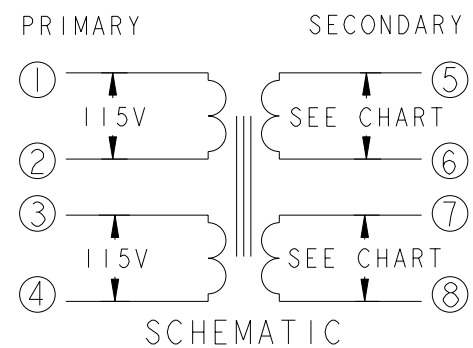 PRIMARY SECONDARY
1 5
115V SEE CHART
2 6
3 7
115V SEE CHART
4 8
SCHEMATIC